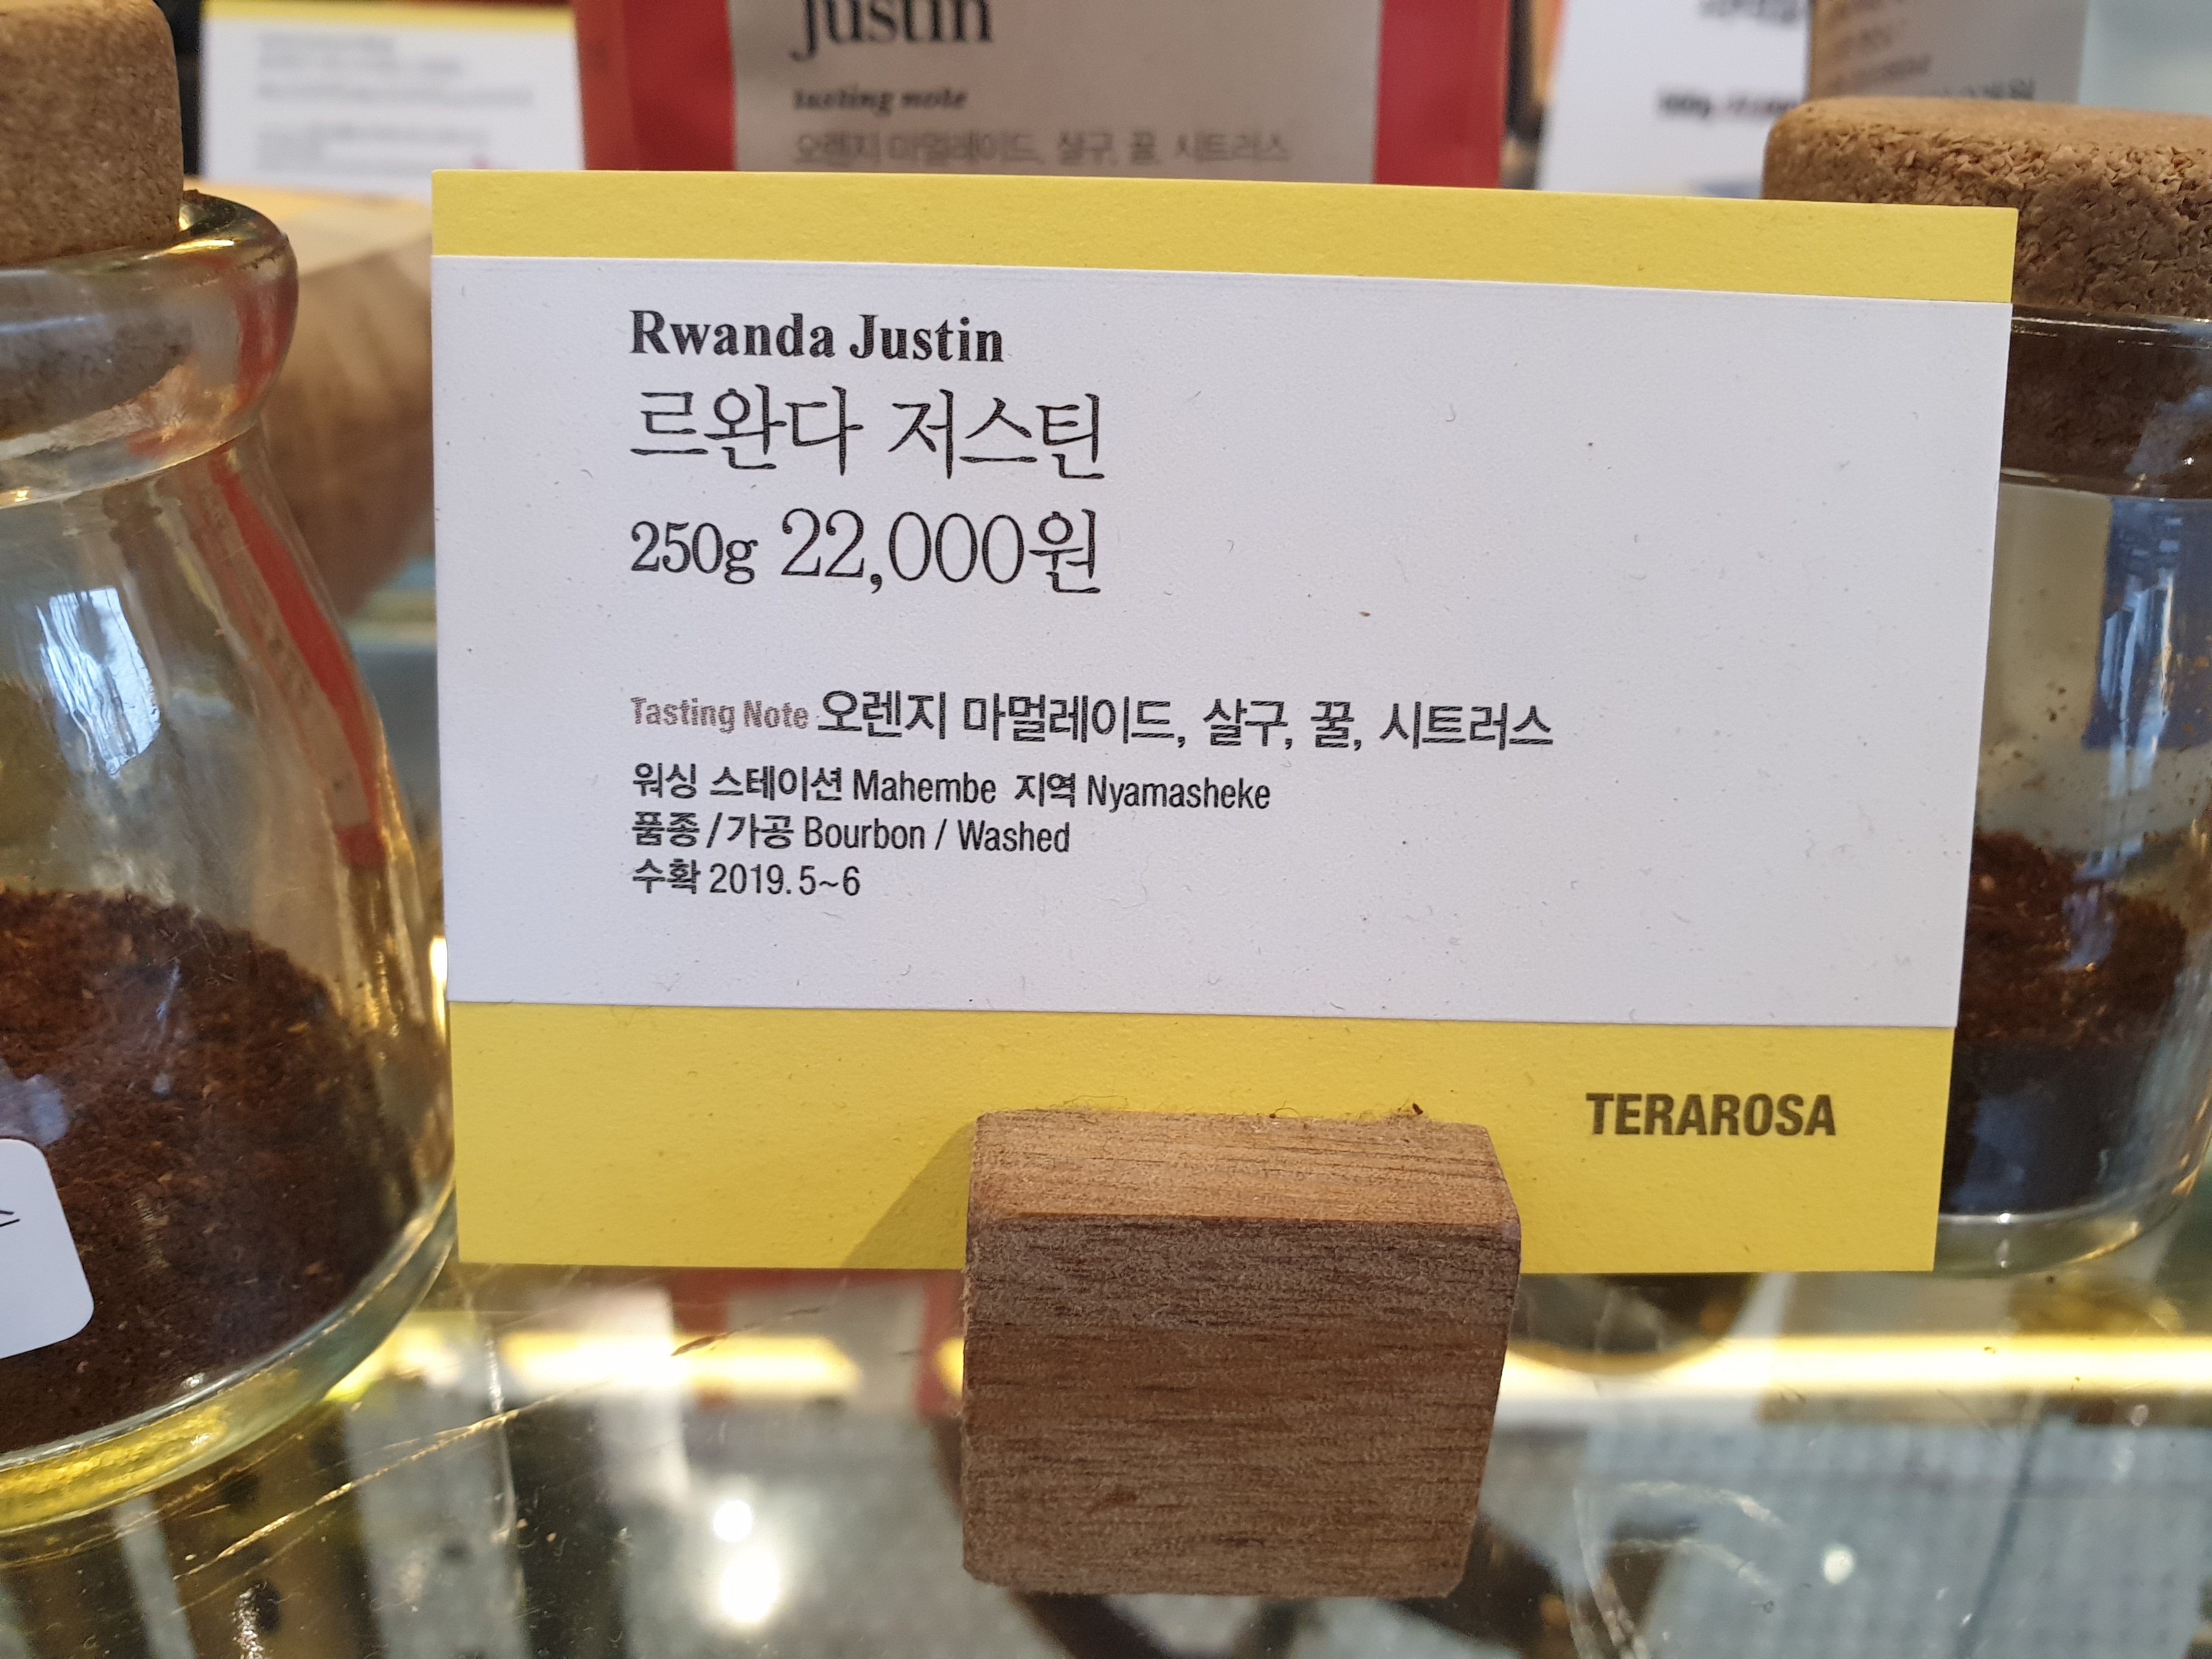 Justin
tasting note
오렌지 마멀레이드, 살구, 꿀, 시트러스
Rwanda Justin
르완다 저스틴
250g 22,000원
Tasting Note 오렌지 마멀레이드, 살구, 꿀, 시트러스
워싱 스테이션 Mahembe 지역 Nyamasheke
품종 / 가공 Bourbon / Washed
수확 2019. 5~6
TERAROSA